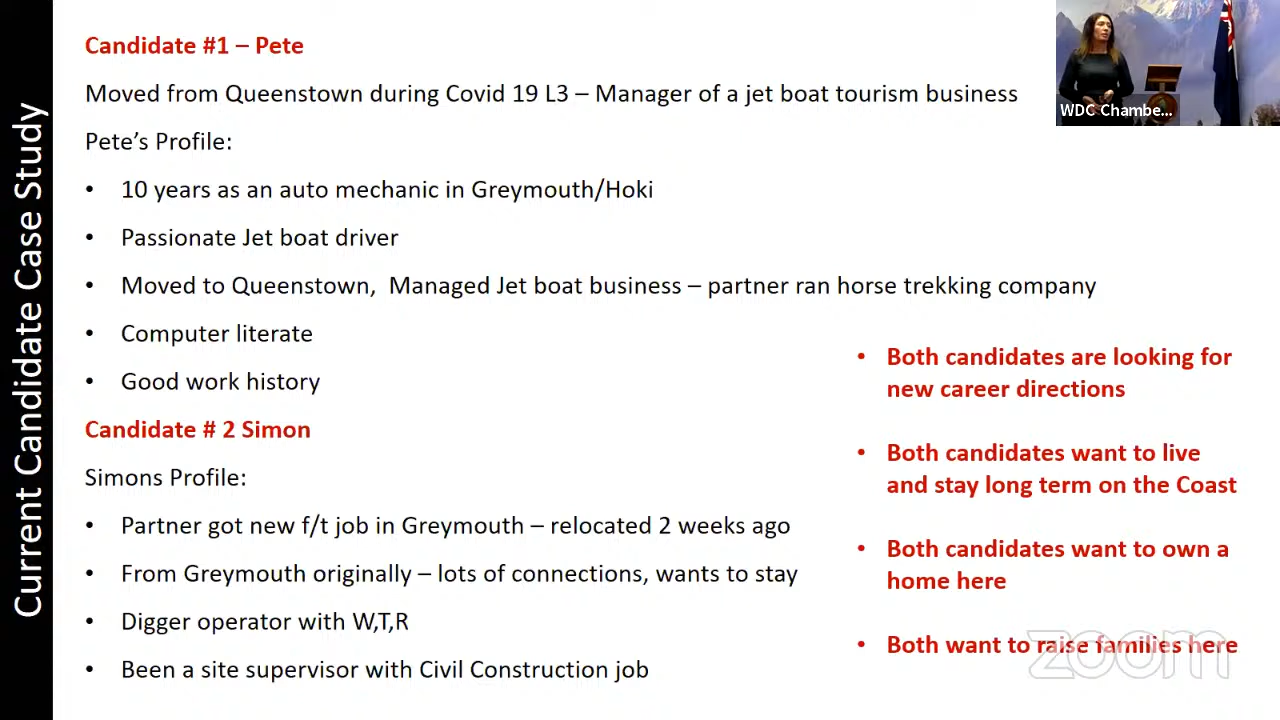 Current Candidate Case Study
Candidate #1 – Pete
Moved from Queenstown during Covid 19 L3 – Manager of a jet boat tourism business
Pete's Profile:
• 10 years as an auto mechanic in Greymouth/Hoki
• Passionate Jet boat driver
• Moved to Queenstown, Managed Jet boat business – partner ran horse trekking company
• Computer literate
• Good work history
Candidate # 2 Simon
Simons Profile:
• Partner got new f/t job in Greymouth – relocated 2 weeks ago
• From Greymouth originally – lots of connections, wants to stay
• Digger operator with W,T,R
• Been a site supervisor with Civil Construction job
• Both candidates are looking for
new career directions
• Both candidates want to live
and stay long term on the Coast
• Both candidates want to own a
home here
• Both want to raise families here
WDC Chambe...
zoom